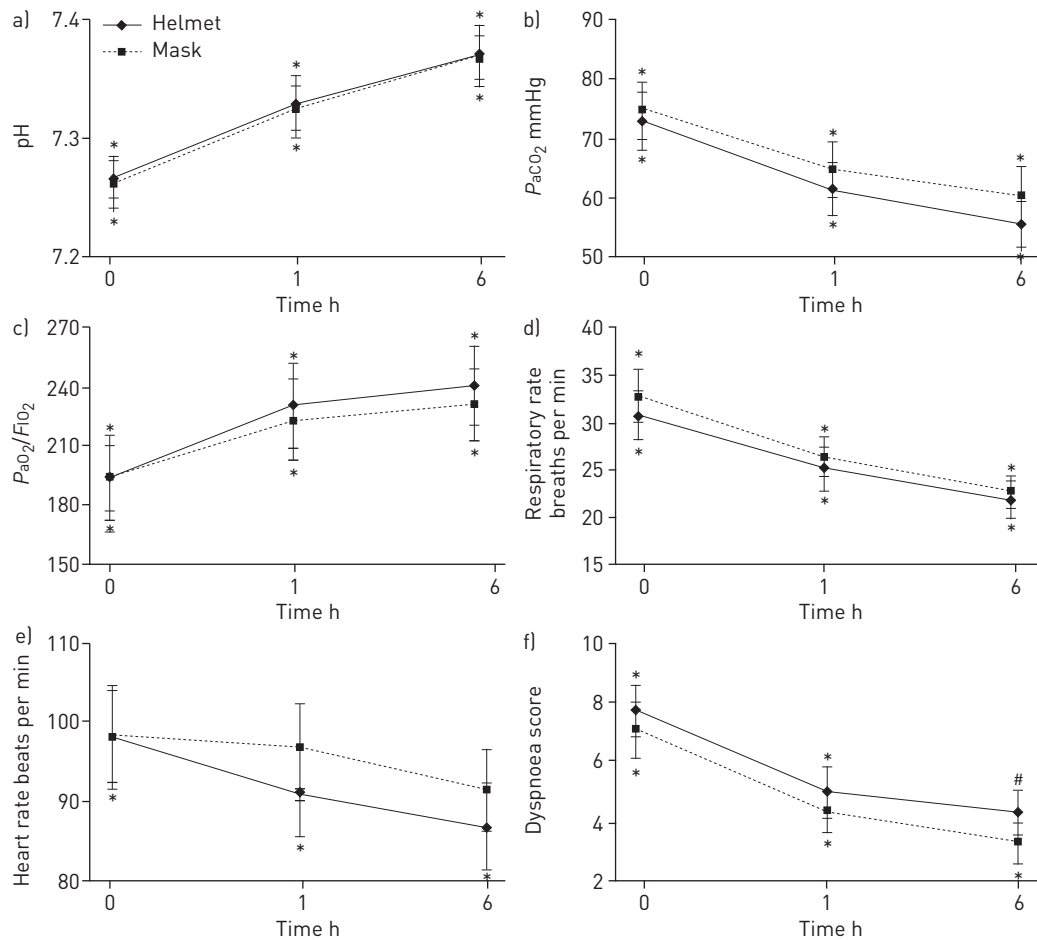 a)
Helmet
Mask
7.4
7.3
7.2
pH
*
*
*
*
*
*
0 1 6
Time h
b)
90
80
70
60
50
PaCO2 mmHg
*
*
*
*
*
*
0 1 6
Time h
c)
270
240
210
180
150
PaO2/FIO2
*
*
*
*
*
*
0 1 6
Time h
d)
40
35
30
25
20
15
Respiratory rate
breaths per min
*
*
*
*
*
*
0 1 6
Time h
e)
110
100
90
80
Heart rate beats per min
*
*
*
0 1 6
Time h
f)
10
8
6
4
2
Dyspnoea score
*
*
*
*
#
*
0 1 6
Time h